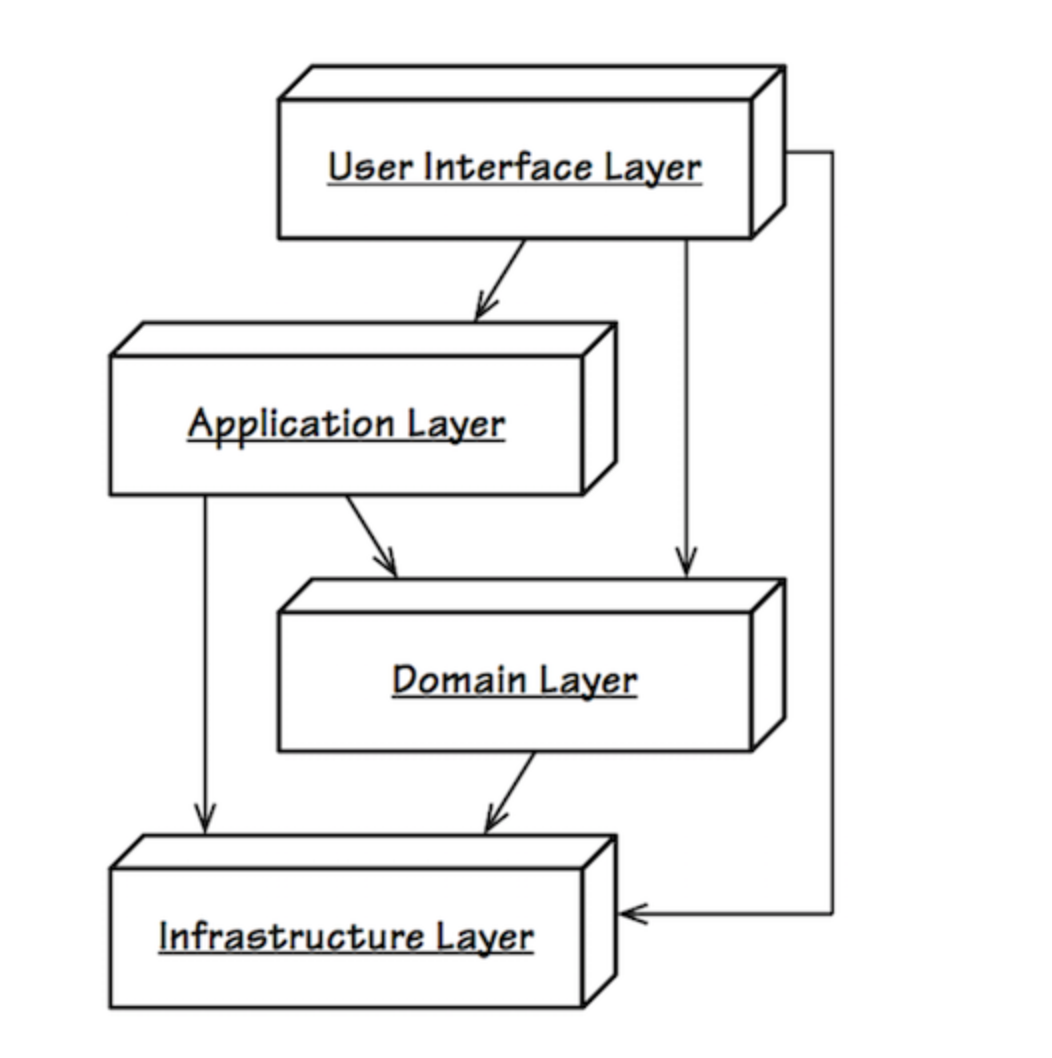 User Interface Layer
Application Layer
Domain Layer
Infrastructure Layer